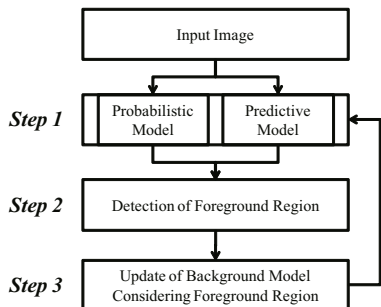 Input Image
Step 1
Probabilistic
Model
Predictive
Model
Step 2
Detection of Foreground Region
Step 3
Update of Background Model
Considering Foreground Region